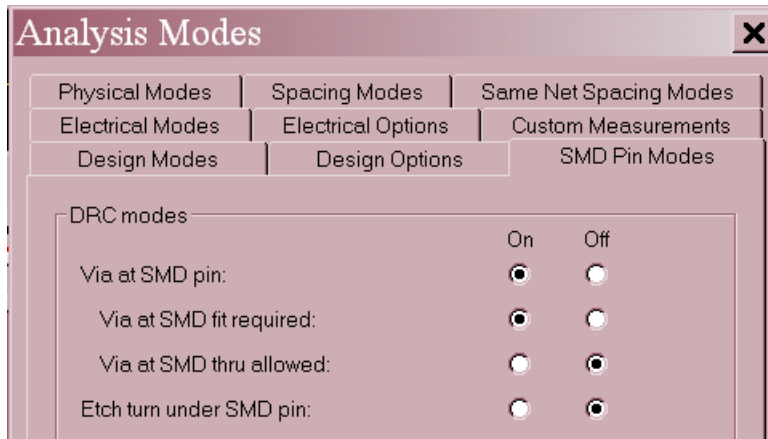 Analysis Modes
Physical Modes Spacing Modes Same Net Spacing Modes
Electrical Modes Electrical Options Custom Measurements
Design Modes Design Options SMD Pin Modes
DRC modes
On Off
Via at SMD pin:
Via at SMD fit required:
Via at SMD thru allowed:
Etch turn under SMD pin: